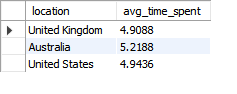 location avg_time_spent
United Kingdom 4.9088
Australia 5.2188
United States 4.9436